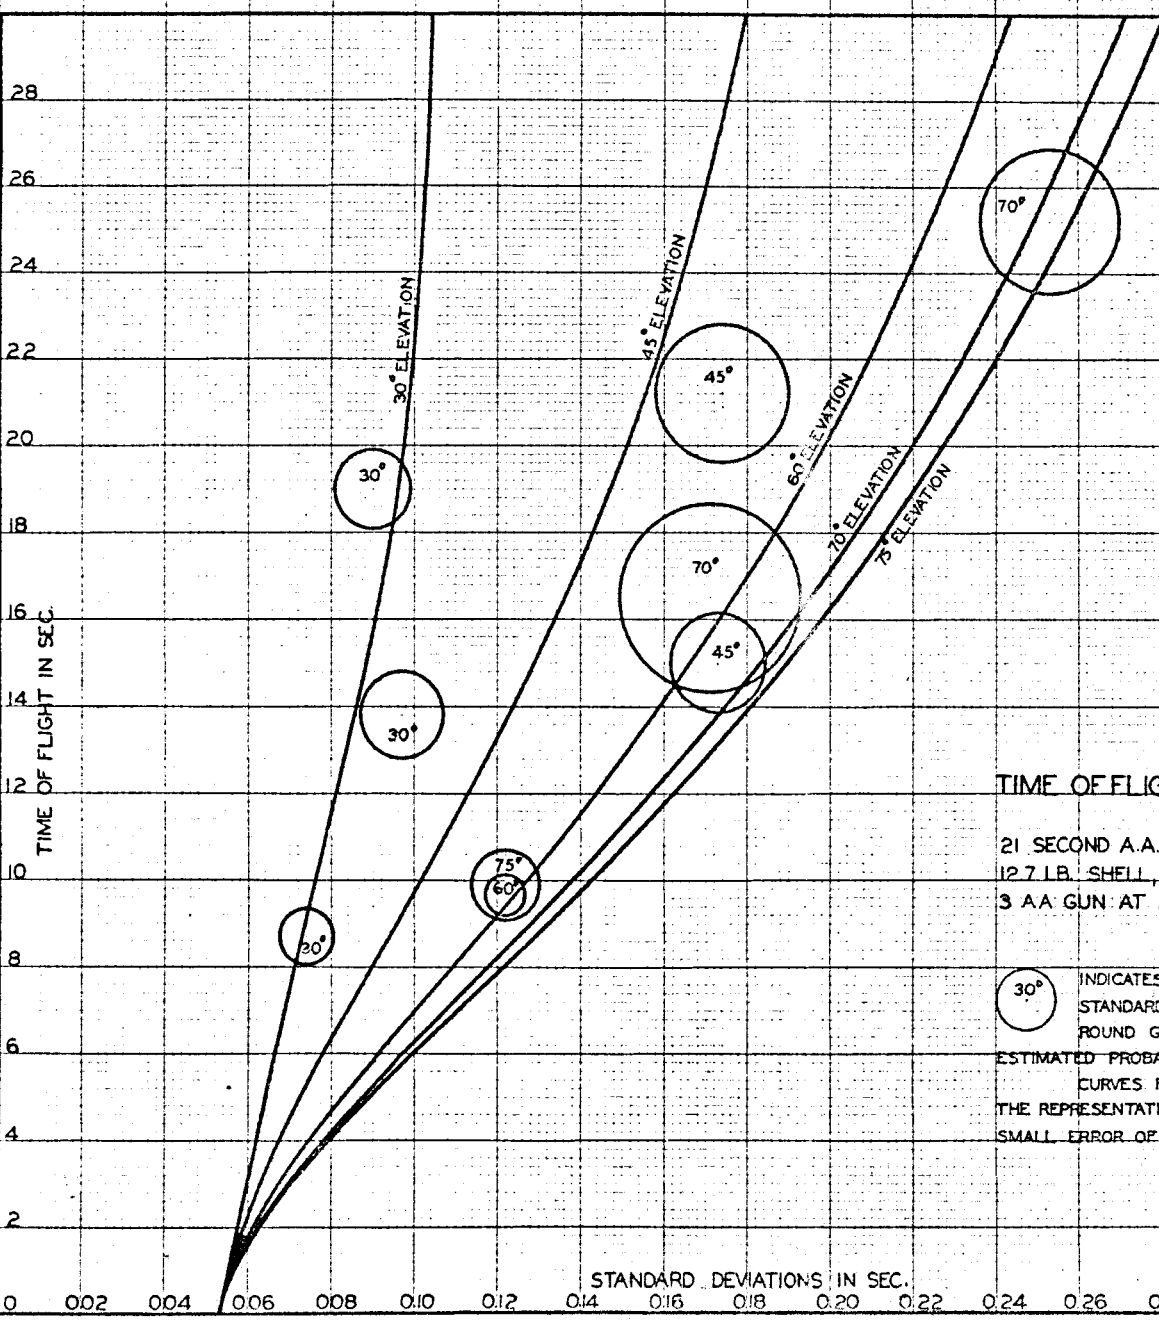 28
26
24
22
20
18
16
14
12
10
8
6
4
2
0
TIME OF FLIGHT IN SEC.
0.02 0.04 0.06 0.08 0.10 0.12 0.14 0.16 0.18 0.20 0.22 0.24 0.26
STANDARD DEVIATIONS IN SEC.
30° ELEVATION
45° ELEVATION
60° ELEVATION
70° ELEVATION
75° ELEVATION
70°
45°
30°
70°
45°
30°
75°
60°
30°
TIME OF FLIG
21 SECOND A.A.
12.7 LB. SHELL,
3 AA GUN AT
30°
INDICATES
STANDARD
ROUND G
ESTIMATED PROBA
CURVES
THE REPRESENTATI
SMALL ERROR OF